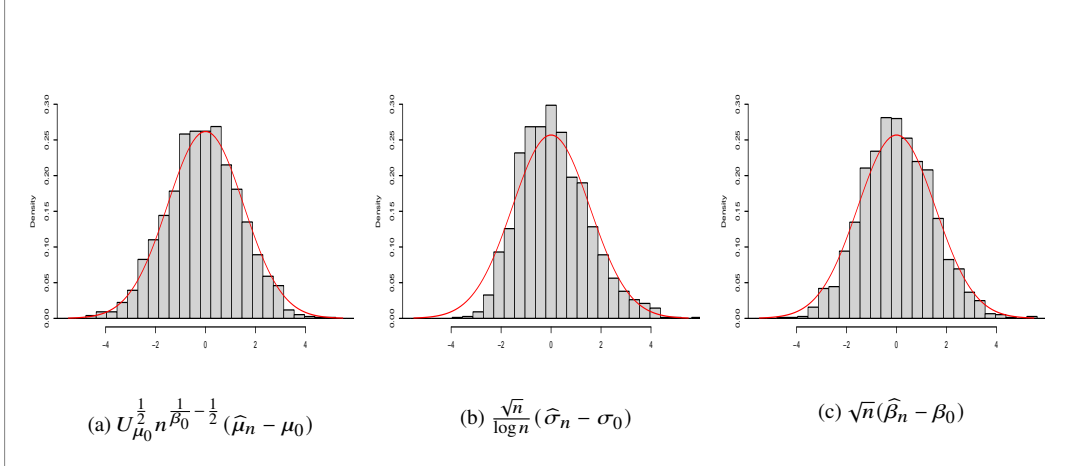 0.30
0.25
0.20
0.15
0.10
0.05
0.00
Density
−4 −2 0 2 4
(a) $U_{\mu_0}^{\frac{1}{2}} n^{\frac{1}{\beta_0}-\frac{1}{2}}(\widehat{\mu}_n - \mu_0)$
0.30
0.25
0.20
0.15
0.10
0.05
0.00
Density
−4 −2 0 2 4
(b) $\frac{\sqrt{n}}{\log n}(\widehat{\sigma}_n - \sigma_0)$
0.30
0.25
0.20
0.15
0.10
0.05
0.00
Density
−4 −2 0 2 4
(c) $\sqrt{n}(\widehat{\beta}_n - \beta_0)$